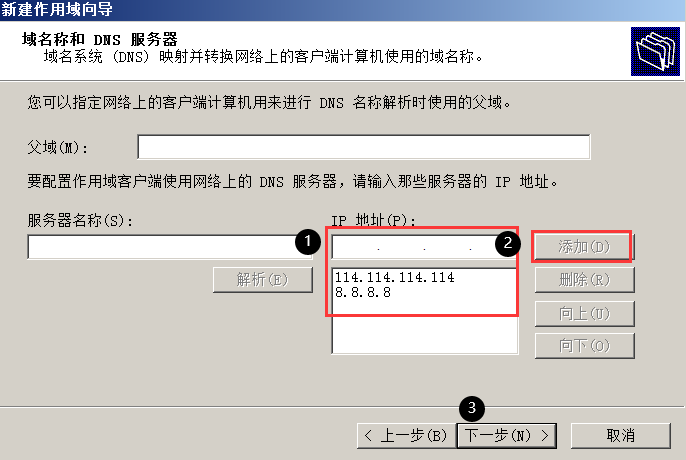 新建作用域向导
域名称和 DNS 服务器
域名系统 (DNS) 映射并转换网络上的客户端计算机使用的域名称。
您可以指定网络上的客户端计算机用来进行 DNS 名称解析时使用的父域。
父域(M):
要配置作用域客户端使用网络上的 DNS 服务器，请输入那些服务器的 IP 地址。
服务器名称(S):
IP 地址(P):
1
. . .
2
添加(D)
解析(E)
114.114.114.114
8.8.8.8
删除(R)
向上(U)
向下(O)
3
< 上一步(B)
下一步(N) >
取消